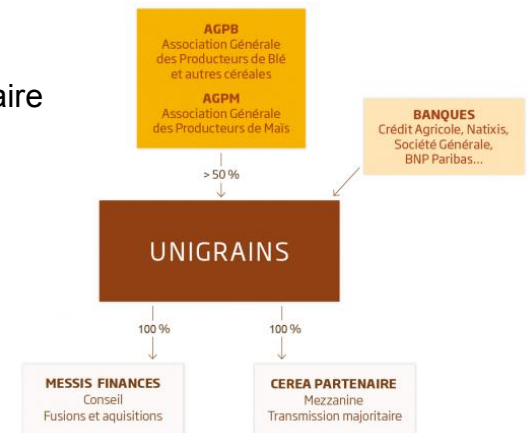 aire
AGPB
Association Générale
des Producteurs de Blé
et autres céréales
AGPM
Association Générale
des Producteurs de Maïs
BANQUES
Crédit Agricole, Natixis,
Société Générale,
BNP Paribas...
> 50 %
UNIGRAINS
100 %
100 %
MESSIS FINANCES
Conseil
Fusions et aquisitions
CEREA PARTENAIRE
Mezzanine
Transmission majoritaire